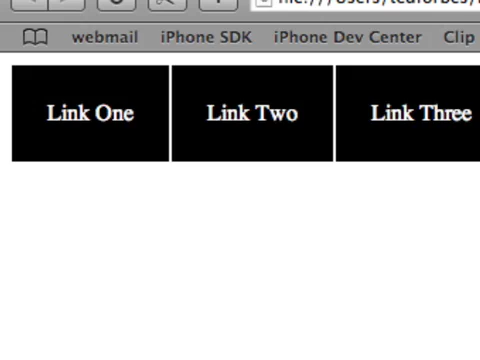 webmail iPhone SDK iPhone Dev Center Clip
Link One Link Two Link Three